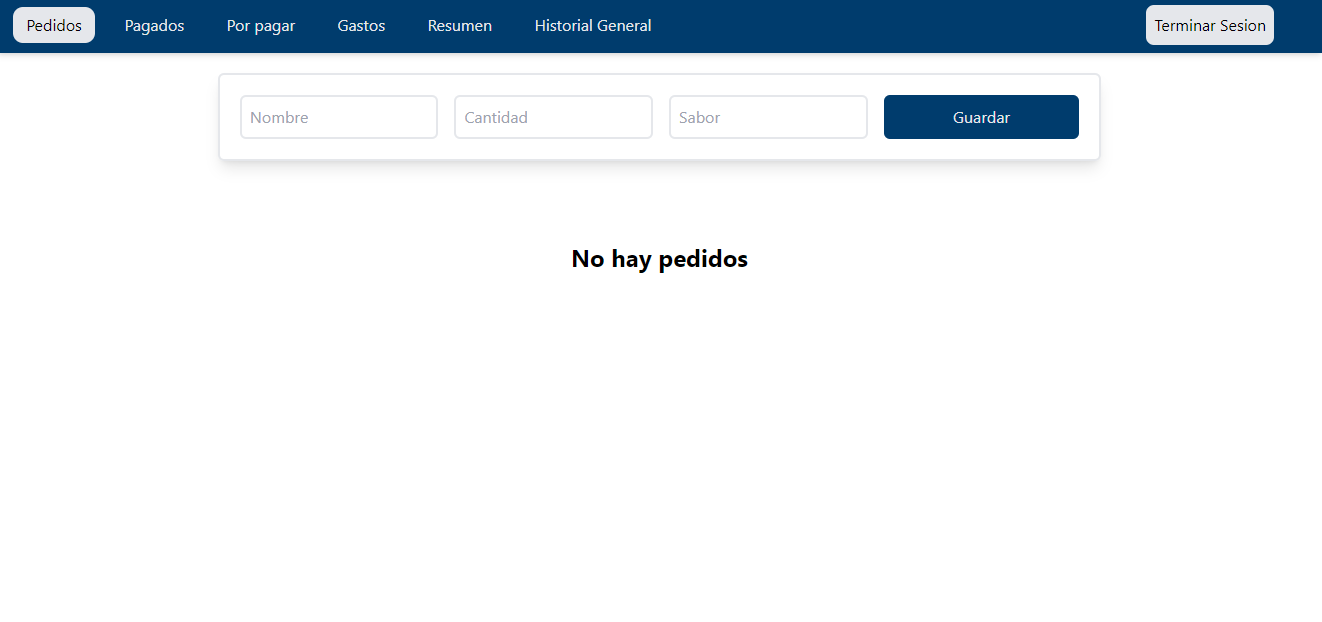 Pedidos Pagados Por pagar Gastos Resumen Historial General Terminar Sesion
Nombre Cantidad Sabor Guardar
No hay pedidos